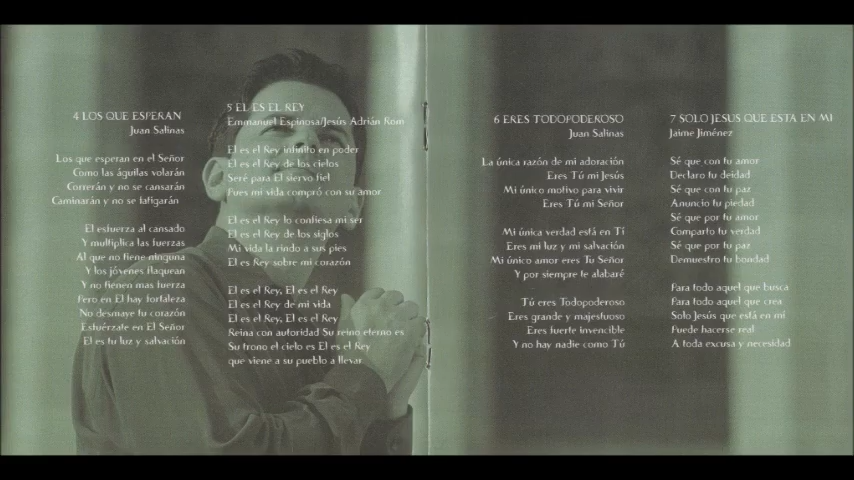 4 LOS QUE ESPERAN
Juan Salinas
Los que esperan en el Señor
Como las águilas volarán
Correrán y no se cansarán
Caminarán y no se fatigarán
El esfuerza al cansado
Y multiplica las fuerzas
Al que no tiene ninguna
Y los jóvenes flaquean
Y no tienen mas fuerza
Pero en El hay fortaleza
No desmaye tu corazón
Esfuérzate en El Señor
El es tu luz y salvación
5 EL ES EL REY
Emmanuel Espinosa/Jesús Adrián Rom
El es el Rey infinito en poder
El es el Rey de los cielos
Seré para El siervo fiel
Pues mi vida compró con su amor
El es el Rey lo confiesa mi ser
El es el Rey de los siglos
Mi vida la rindo a sus pies
El es Rey sobre mi corazón
El es el Rey, El es el Rey
El es el Rey de mi vida
El es el Rey, El es el Rey
Reina con autoridad Su reino eterno es
Su trono el cielo es El es el Rey
que viene a su pueblo a llevar
6 ERES TODOPODEROSO
Juan Salinas
La única razón de mi adoración
Eres Tú mi Jesús
Mi único motivo para vivir
Eres Tú mi Señor
Mi única verdad está en Tí
Eres mi luz y mi salvación
Mi único amor eres Tu Señor
Y por siempre te alabaré
Tú eres Todopoderoso
Eres grande y majestuoso
Eres fuerte invencible
Y no hay nadie como Tú
7 SOLO JESUS QUE ESTA EN MI
Jaime Jiménez
Sé que con tu amor
Declaro tu deidad
Sé que con tu paz
Anuncio tu piedad
Sé que por tu amor
Comparto tu verdad
Sé que por tu paz
Demuestro tu bondad
Para todo aquel que busca
Para todo aquel que crea
Solo Jesús que está en mí
Puede hacerse real
A toda excusa y necesidad